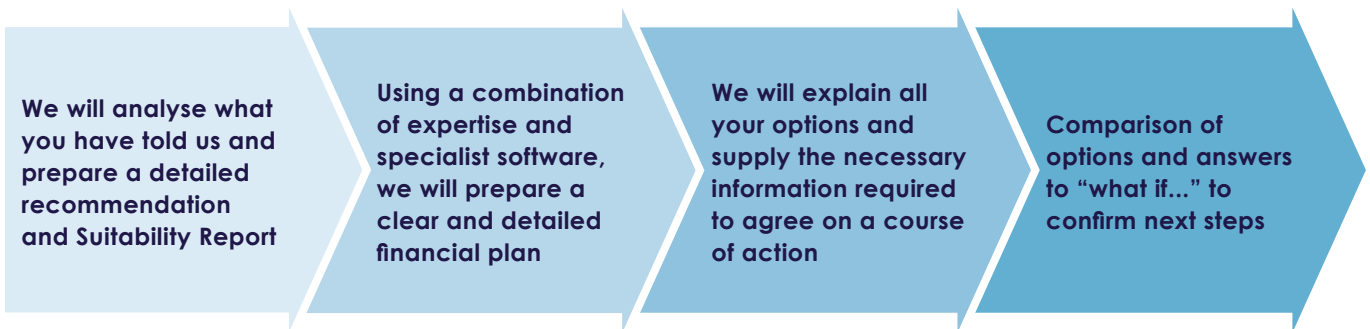 We will analyse what
you have told us and
prepare a detailed
recommendation
and Suitability Report
Using a combination
of expertise and
specialist software,
we will prepare a
clear and detailed
financial plan
We will explain all
your options and
supply the necessary
information required
to agree on a course
of action
Comparison of
options and answers
to “what if...” to
confirm next steps